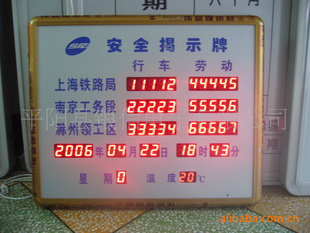 安全揭示牌
行车 劳动
上海铁路局 11112 44445
南京工务段 22223 55556
滁州领工区 33334 66667
2006年04月22日 18时43分
星期0 温度20℃
alibaba.com.cn